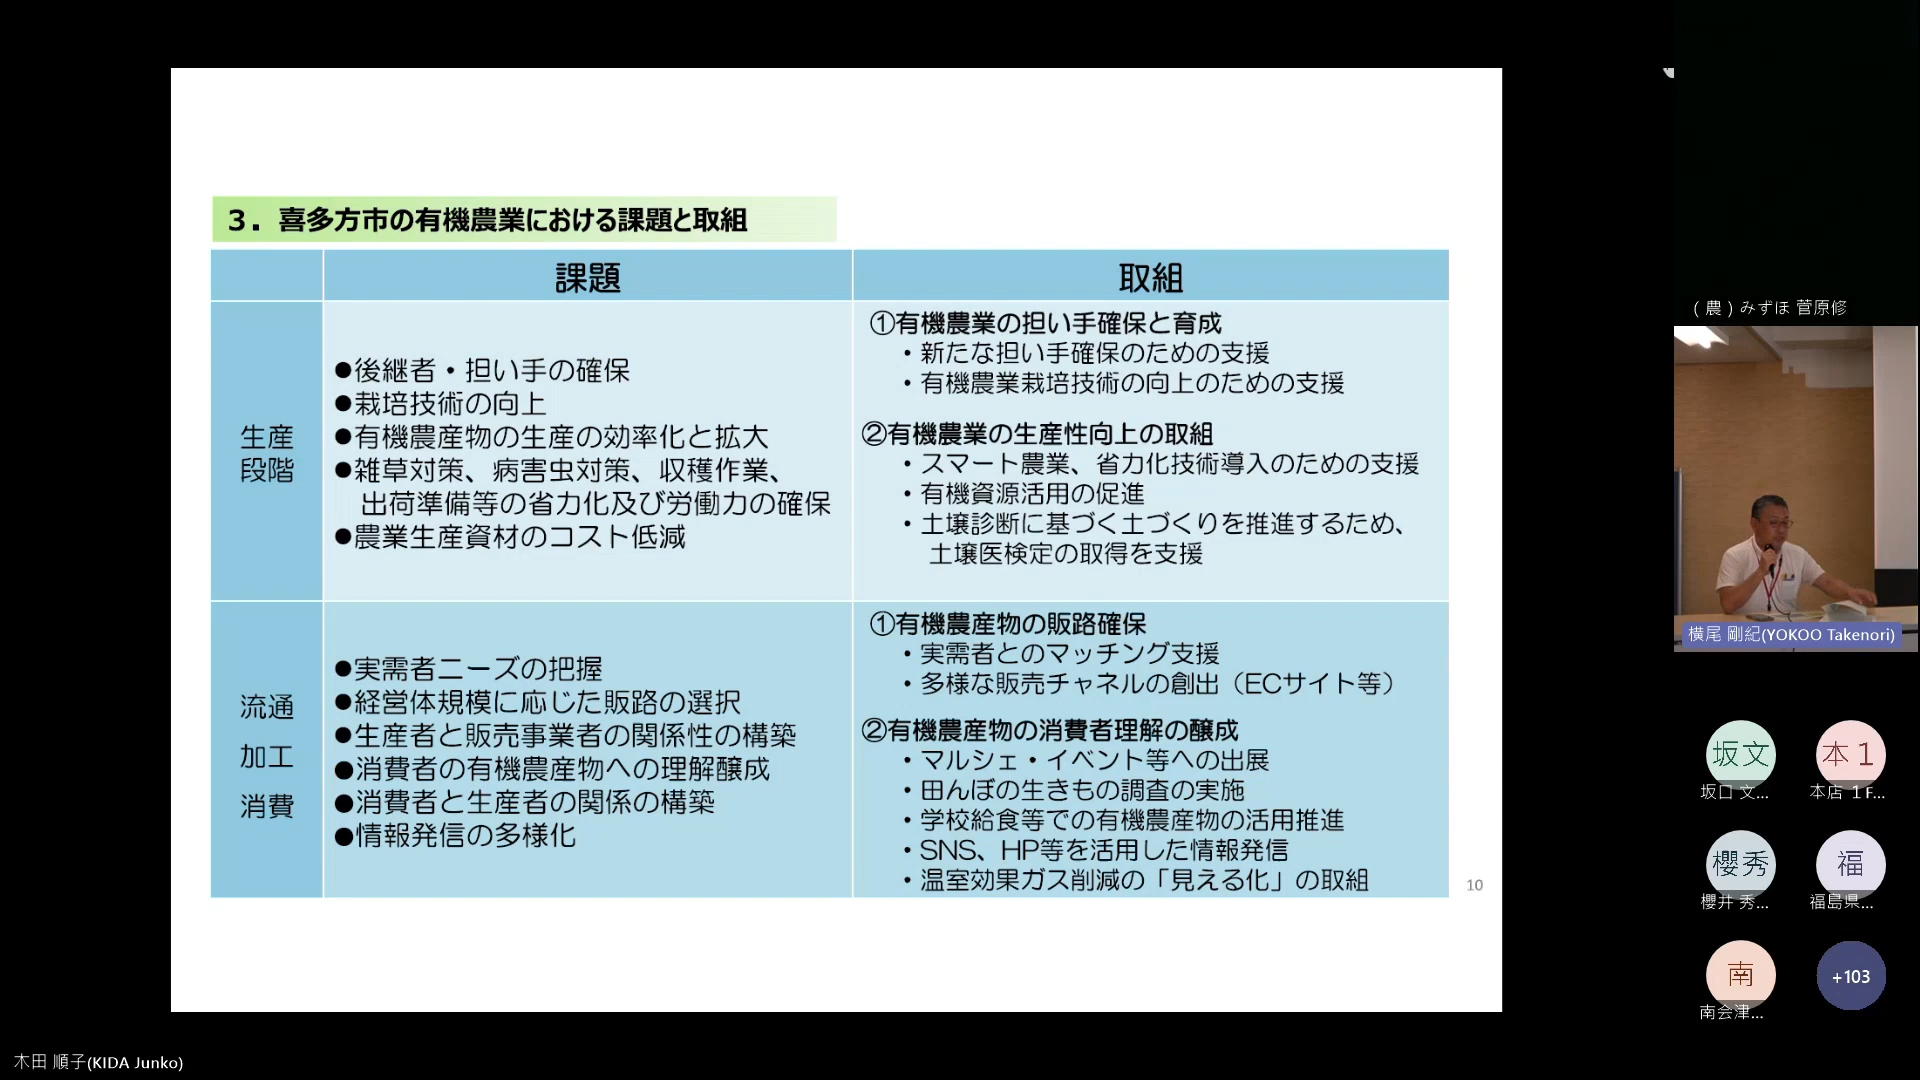 ３．喜多方市の有機農業における課題と取組
課題
取組
生産
段階
●後継者・担い手の確保
●栽培技術の向上
●有機農産物の生産の効率化と拡大
●雑草対策、病害虫対策、収穫作業、
出荷準備等の省力化及び労働力の確保
●農業生産資材のコスト低減
①有機農業の担い手確保と育成
・新たな担い手確保のための支援
・有機農業栽培技術の向上のための支援
②有機農業の生産性向上の取組
・スマート農業、省力化技術導入のための支援
・有機資源活用の促進
・土壌診断に基づく土づくりを推進するため、
土壌医検定の取得を支援
流通
加工
消費
●実需者ニーズの把握
●経営体規模に応じた販路の選択
●生産者と販売事業者の関係性の構築
●消費者の有機農産物への理解醸成
●消費者と生産者の関係の構築
●情報発信の多様化
①有機農産物の販路確保
・実需者とのマッチング支援
・多様な販売チャネルの創出（ECサイト等）
②有機農産物の消費者理解の醸成
・マルシェ・イベント等への出展
・田んぼの生きもの調査の実施
・学校給食等での有機農産物の活用推進
・SNS、HP等を活用した情報発信
・温室効果ガス削減の「見える化」の取組
10
(農)みずほ 菅原修
横尾 剛紀(YOKOO Takenori)
坂文
坂口 文...
本１
本店 １F...
櫻秀
櫻井 秀...
福
福島県...
南
南会津...
+103
木田 順子(KIDA Junko)